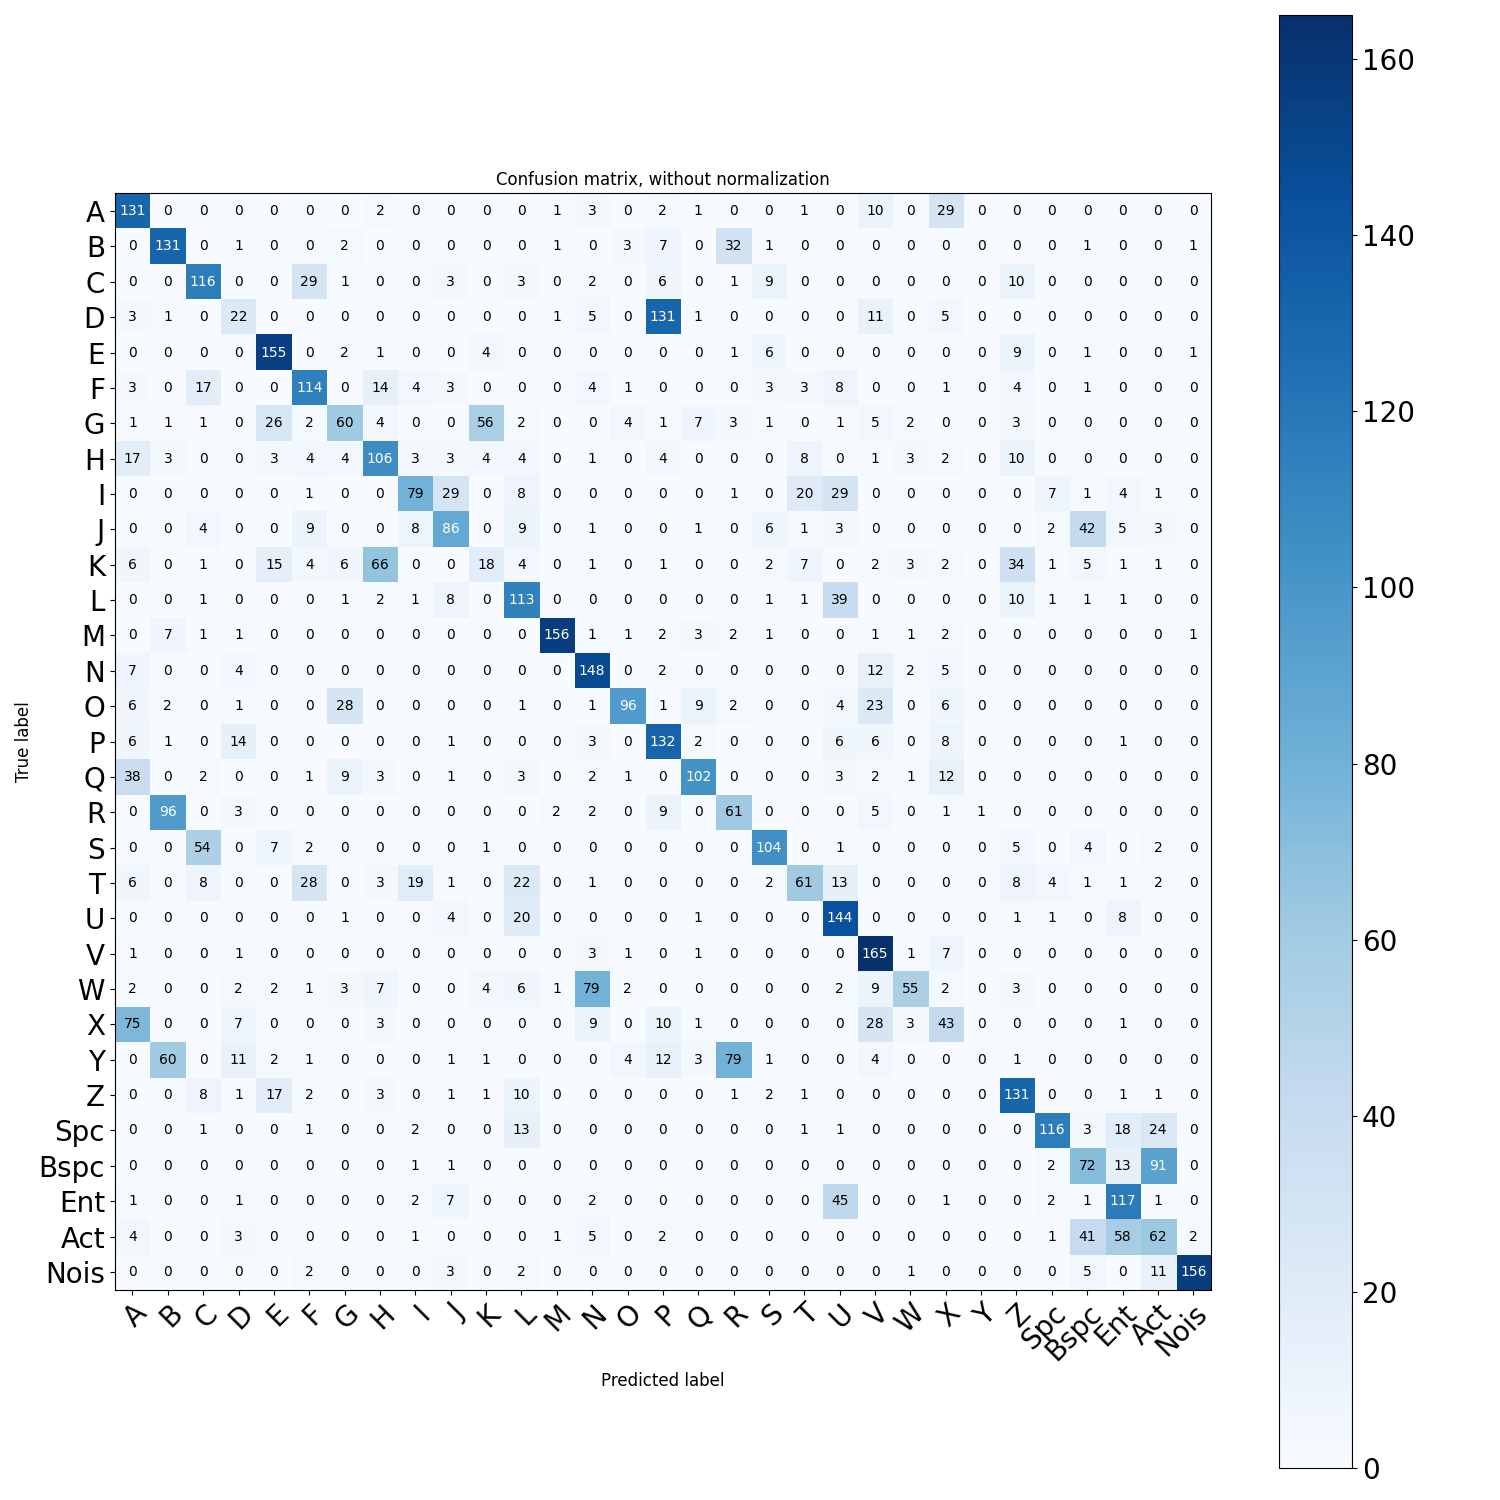 Confusion matrix, without normalization
A 131 0 0 0 0 0 0 2 0 0 0 0 1 3 0 2 1 0 0 1 0 10 0 29 0 0 0 0 0 0 0
B 0 131 0 1 0 0 2 0 0 0 0 0 1 0 3 7 0 32 1 0 0 0 0 0 0 0 0 1 0 0 1
C 0 0 116 0 0 29 1 0 0 3 0 3 0 2 0 6 0 1 9 0 0 0 0 0 0 10 0 0 0 0 0
D 3 1 0 22 0 0 0 0 0 0 0 0 1 5 0 131 1 0 0 0 0 11 0 5 0 0 0 0 0 0 0
E 0 0 0 0 155 0 2 1 0 0 4 0 0 0 0 0 0 1 6 0 0 0 0 0 0 9 0 1 0 0 1
F 3 0 17 0 0 114 0 14 4 3 0 0 0 4 1 0 0 0 3 3 8 0 0 1 0 4 0 1 0 0 0
G 1 1 1 0 26 2 60 4 0 0 56 2 0 0 4 1 7 3 1 0 1 5 2 0 0 3 0 0 0 0 0
H 17 3 0 0 3 4 4 106 3 3 4 4 0 1 0 4 0 0 0 8 0 1 3 2 0 10 0 0 0 0 0
I 0 0 0 0 0 1 0 0 79 29 0 8 0 0 0 0 0 1 0 20 29 0 0 0 0 0 7 1 4 1 0
J 0 0 4 0 0 9 0 0 8 86 0 9 0 1 0 0 1 0 6 1 3 0 0 0 0 0 2 42 5 3 0
K 6 0 1 0 15 4 6 66 0 0 18 4 0 1 0 1 0 0 2 7 0 2 3 2 0 34 1 5 1 1 0
L 0 0 1 0 0 0 1 2 1 8 0 113 0 0 0 0 0 0 1 1 39 0 0 0 0 10 1 1 1 0 0
M 0 7 1 1 0 0 0 0 0 0 0 0 156 1 1 2 3 2 1 0 0 1 1 2 0 0 0 0 0 0 1
N 7 0 0 4 0 0 0 0 0 0 0 0 0 148 0 2 0 0 0 0 0 12 2 5 0 0 0 0 0 0 0
O 6 2 0 1 0 0 28 0 0 0 0 1 0 1 96 1 9 2 0 0 4 23 0 6 0 0 0 0 0 0 0
P 6 1 0 14 0 0 0 0 0 1 0 0 0 3 0 132 2 0 0 0 6 6 0 8 0 0 0 0 1 0 0
Q 38 0 2 0 0 1 9 3 0 1 0 3 0 2 1 0 102 0 0 0 3 2 1 12 0 0 0 0 0 0 0
R 0 96 0 3 0 0 0 0 0 0 0 0 2 2 0 9 0 61 0 0 0 5 0 1 1 0 0 0 0 0 0
S 0 0 54 0 7 2 0 0 0 0 1 0 0 0 0 0 0 0 104 0 1 0 0 0 0 5 0 4 0 2 0
T 6 0 8 0 0 28 0 3 19 1 0 22 0 1 0 0 0 0 2 61 13 0 0 0 0 8 4 1 1 2 0
U 0 0 0 0 0 0 1 0 0 4 0 20 0 0 0 0 1 0 0 0 144 0 0 0 0 1 1 0 8 0 0
V 1 0 0 1 0 0 0 0 0 0 0 0 0 3 1 0 1 0 0 0 0 165 1 7 0 0 0 0 0 0 0
W 2 0 0 2 2 1 3 7 0 0 4 6 1 79 2 0 0 0 0 0 2 9 55 2 0 3 0 0 0 0 0
X 75 0 0 7 0 0 0 3 0 0 0 0 0 9 0 10 1 0 0 0 0 28 3 43 0 0 0 0 1 0 0
Y 0 60 0 11 2 1 0 0 0 1 1 0 0 0 4 12 3 79 1 0 0 4 0 0 0 1 0 0 0 0 0
Z 0 0 8 1 17 2 0 3 0 1 1 10 0 0 0 0 0 1 2 1 0 0 0 0 0 131 0 0 1 1 0
Spc 0 0 1 0 0 1 0 0 2 0 0 13 0 0 0 0 0 0 0 1 1 0 0 0 0 0 116 3 18 24 0
Bspc 0 0 0 0 0 0 0 0 1 1 0 0 0 0 0 0 0 0 0 0 0 0 0 0 0 0 2 72 13 91 0
Ent 1 0 0 1 0 0 0 0 2 7 0 0 0 2 0 0 0 0 0 0 45 0 0 1 0 0 2 1 117 1 0
Act 4 0 0 3 0 0 0 0 1 0 0 0 1 5 0 2 0 0 0 0 0 0 0 0 0 0 1 41 58 62 2
Nois 0 0 0 0 0 2 0 0 0 3 0 2 0 0 0 0 0 0 0 0 0 0 1 0 0 0 0 5 0 11 156
A B C D E F G H I J K L M N O P Q R S T U V W X Y Z Spc Bspc Ent Act Nois
Predicted label
True label
160
140
120
100
80
60
40
20
0